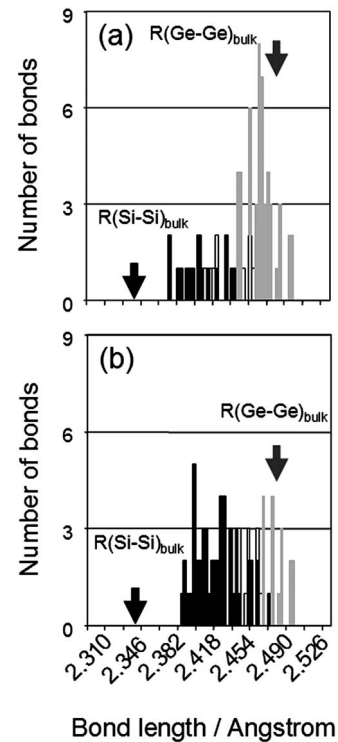 (a)
R(Ge-Ge)bulk
R(Si-Si)bulk
9
6
3
0
Number of bonds
(b)
R(Ge-Ge)bulk
R(Si-Si)bulk
9
6
3
0
Number of bonds
2.310 2.346 2.382 2.418 2.454 2.490 2.526
Bond length / Angstrom